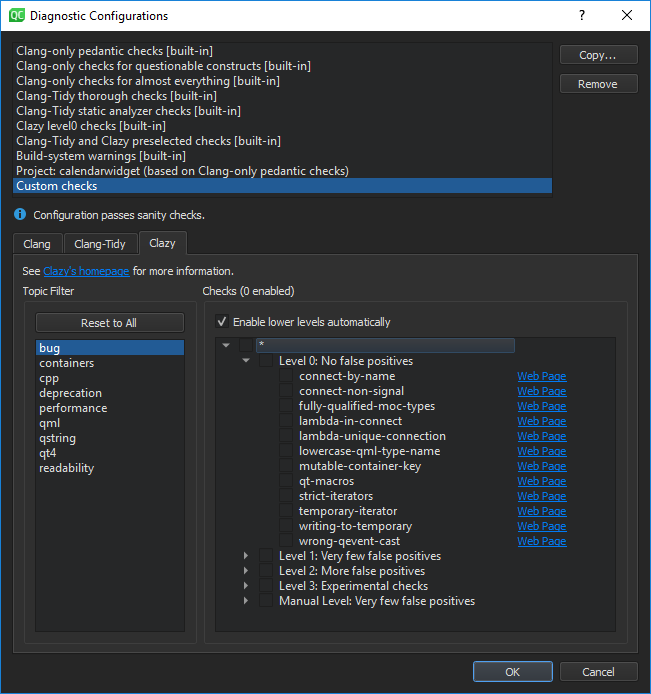 QC Diagnostic Configurations ?
Clang-only pedantic checks [built-in]
Clang-only checks for questionable constructs [built-in]
Clang-only checks for almost everything [built-in]
Clang-Tidy thorough checks [built-in]
Clang-Tidy static analyzer checks [built-in]
Clazy level0 checks [built-in]
Clang-Tidy and Clazy preselected checks [built-in]
Build-system warnings [built-in]
Project: calendarwidget (based on Clang-only pedantic checks)
Custom checks
Copy...
Remove
Configuration passes sanity checks.
Clang Clang-Tidy Clazy
See Clazy's homepage for more information.
Topic Filter
Reset to All
bug
containers
cpp
deprecation
performance
qml
qstring
qt4
readability
Checks (0 enabled)
Enable lower levels automatically
*
Level 0: No false positives
connect-by-name Web Page
connect-non-signal Web Page
fully-qualified-moc-types Web Page
lambda-in-connect Web Page
lambda-unique-connection Web Page
lowercase-qml-type-name Web Page
mutable-container-key Web Page
qt-macros Web Page
strict-iterators Web Page
temporary-iterator Web Page
writing-to-temporary Web Page
wrong-qevent-cast Web Page
Level 1: Very few false positives
Level 2: More false positives
Level 3: Experimental checks
Manual Level: Very few false positives
OK Cancel